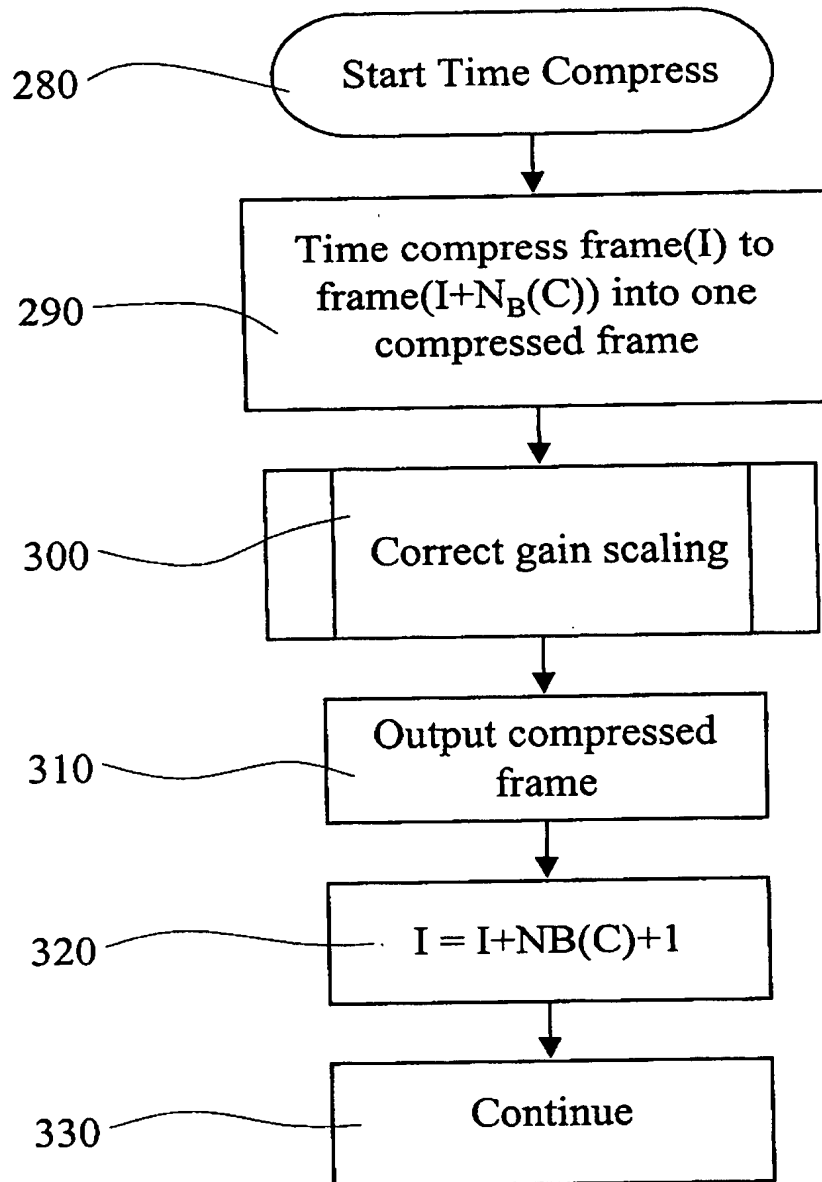 280
Start Time Compress
290
Time compress frame(I) to
frame(I+N_B(C)) into one
compressed frame
300
Correct gain scaling
310
Output compressed
frame
320
I = I+NB(C)+1
330
Continue